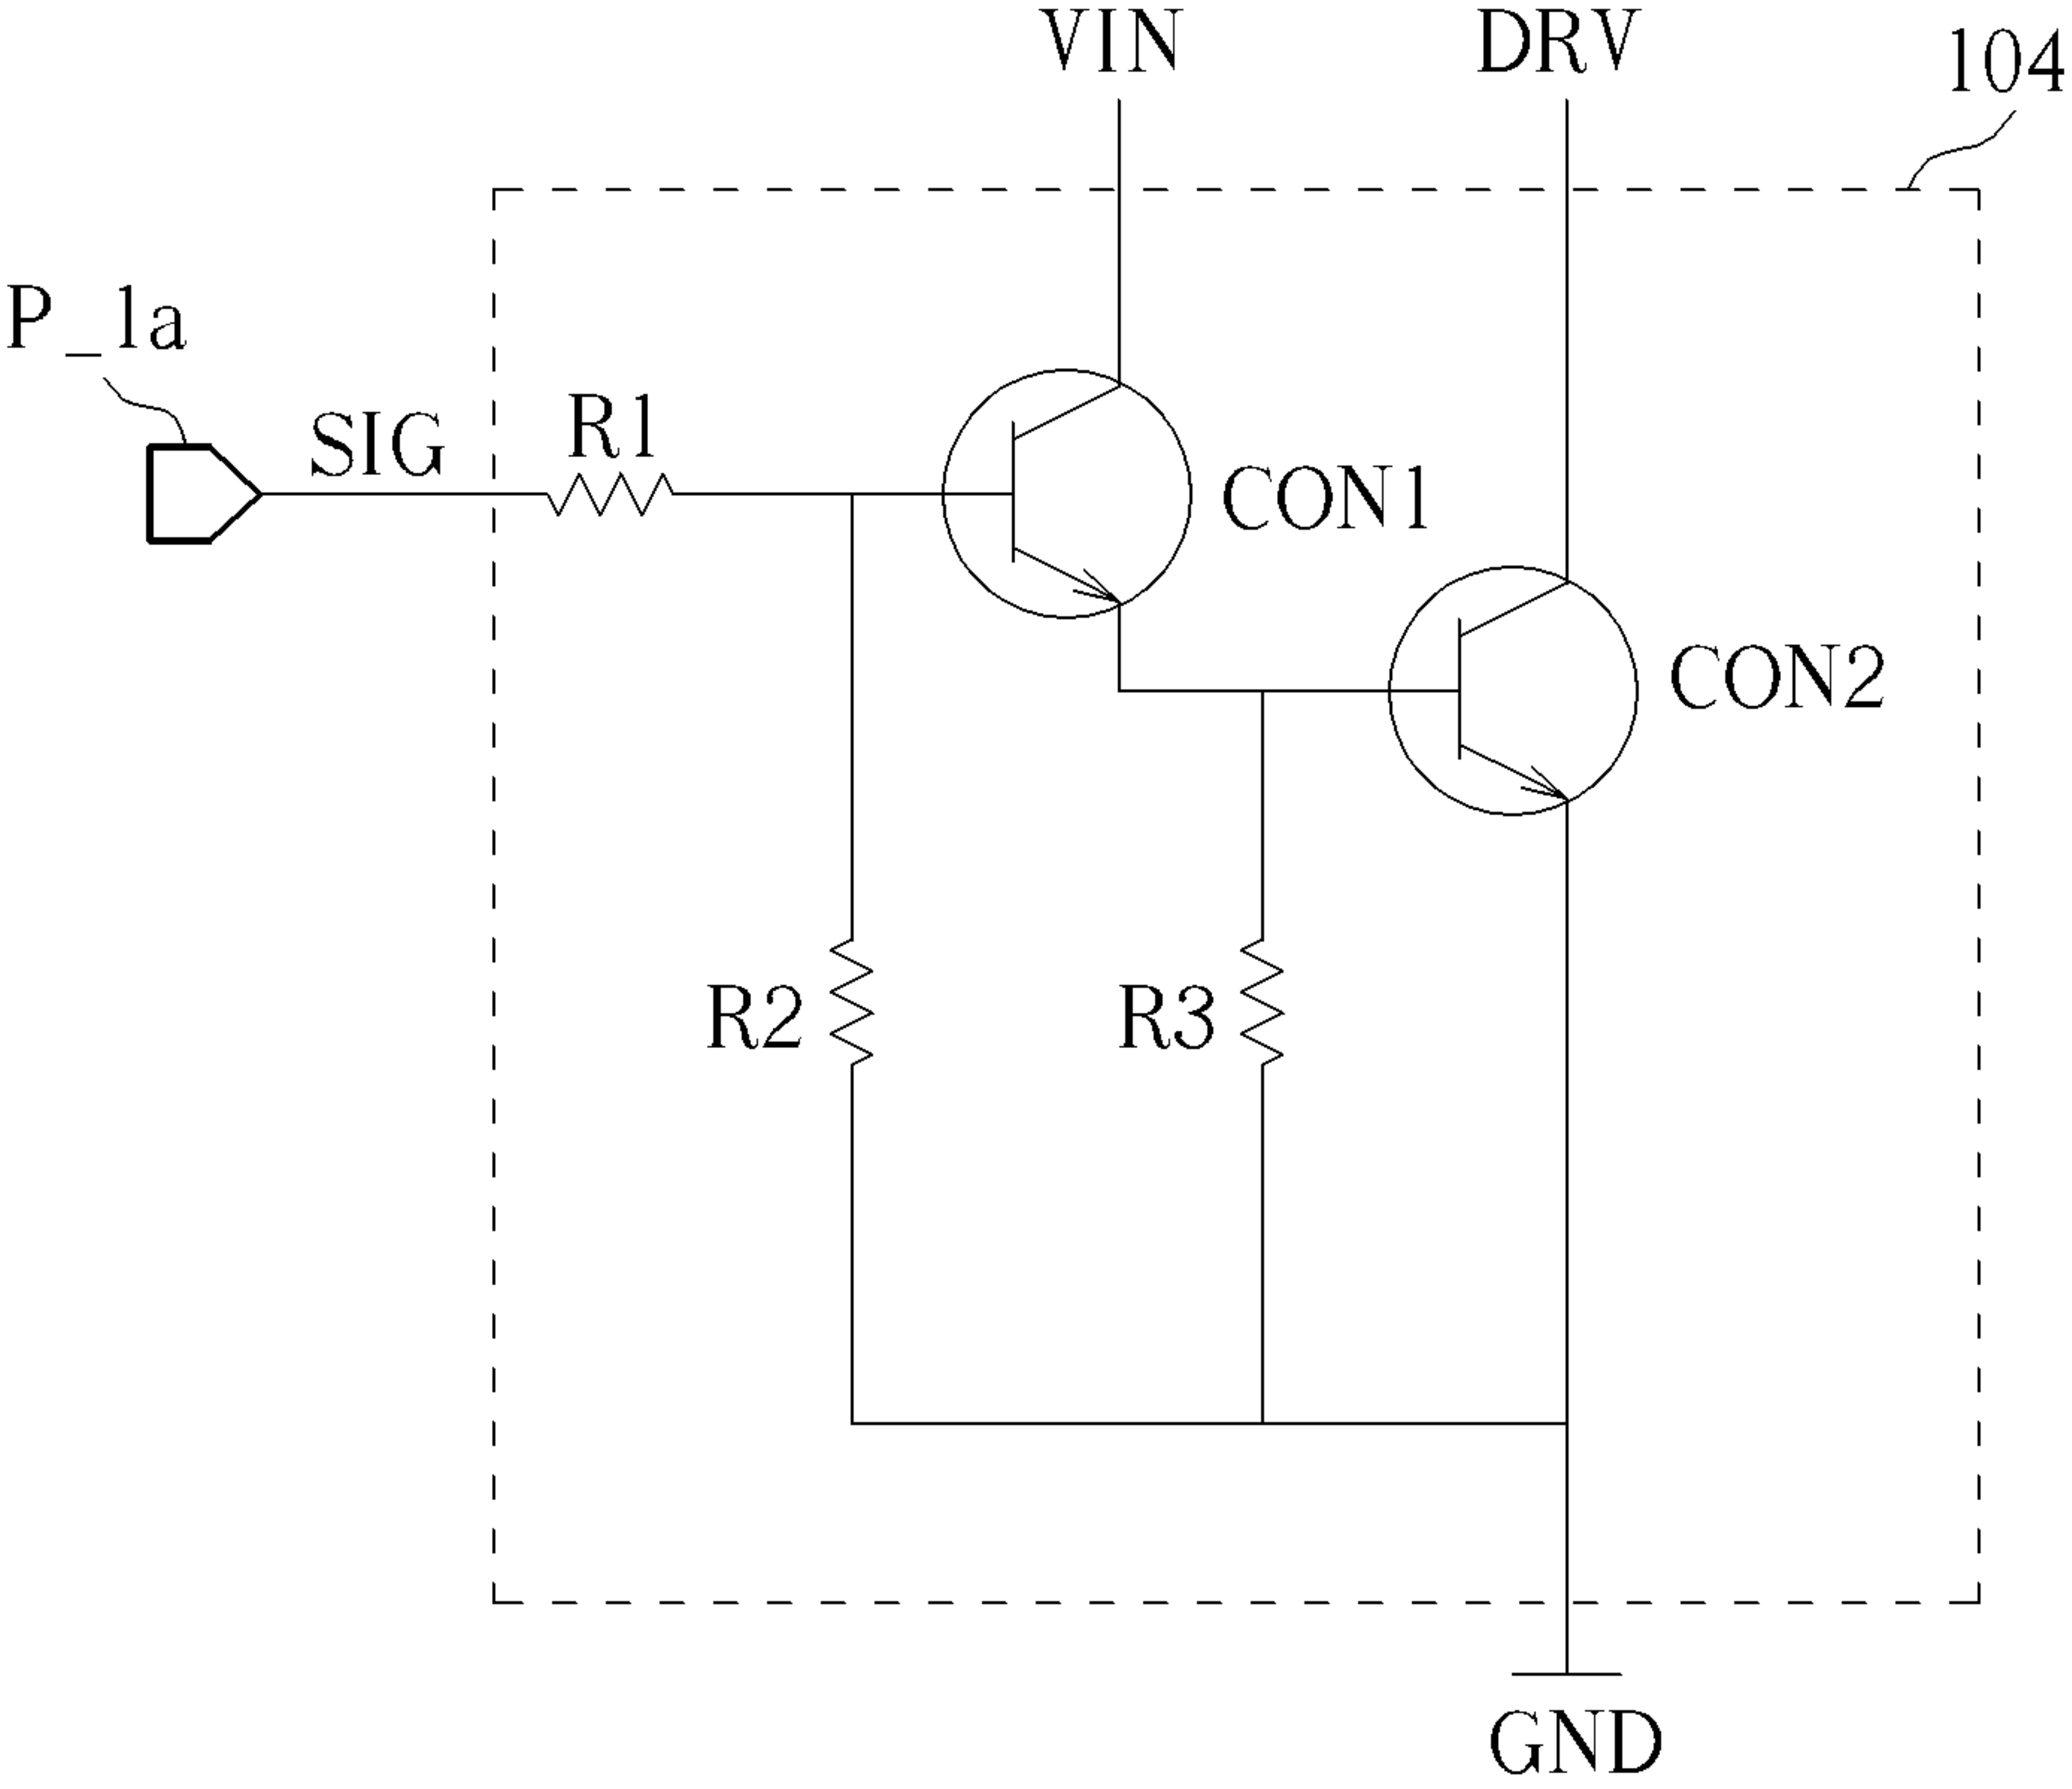 VIN
DRV
104
P_1a
SIG
R1
CON1
CON2
R2
R3
GND